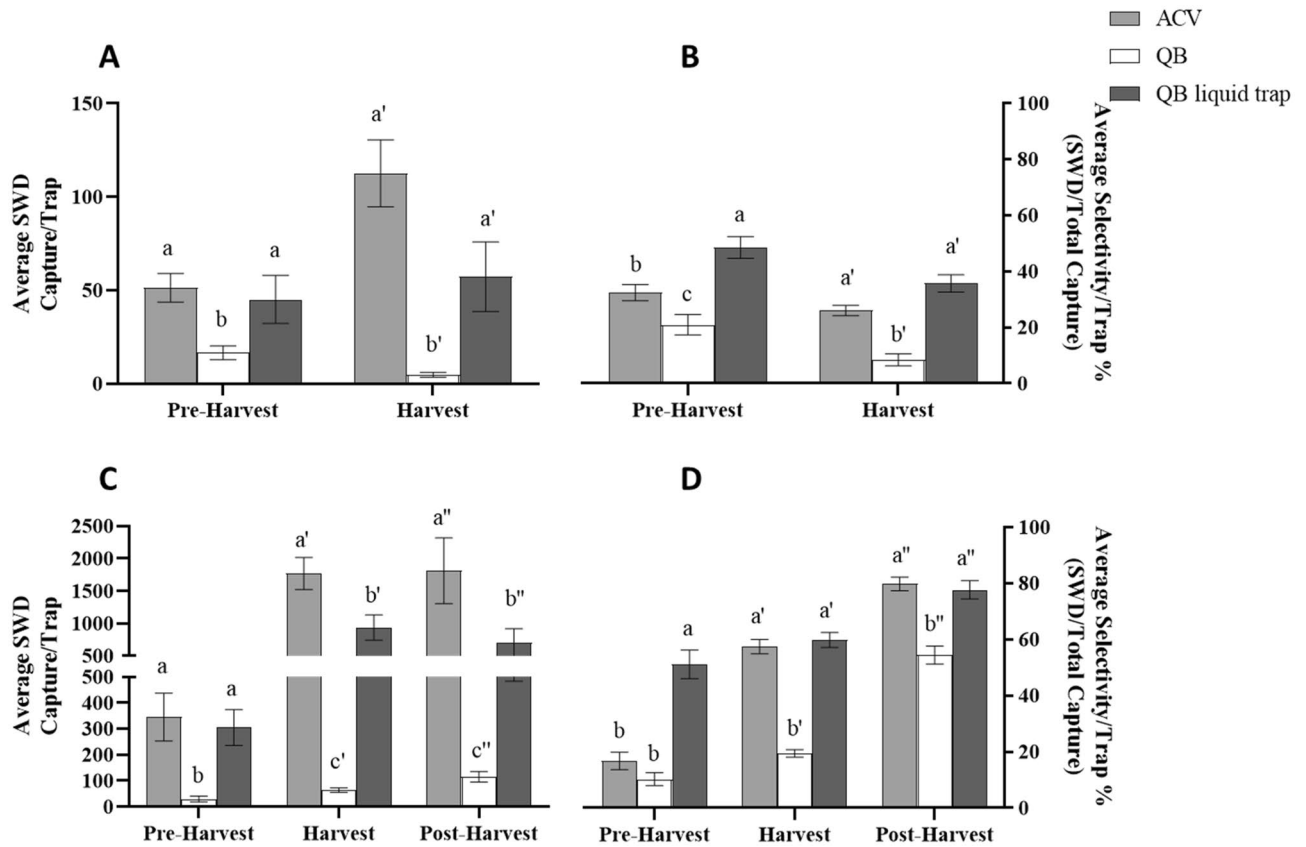 ACV
QB
QB liquid trap
A
B
150
100
50
0
Average SWD
Capture/Trap
a
b
a
a'
b'
a'
Pre-Harvest
Harvest
b
c
a
a'
b'
a'
Pre-Harvest
Harvest
100
80
60
40
20
0
Average Selectivity/Trap %
(SWD/Total Capture)
C
D
2500
2000
1500
1000
500
500
400
300
200
100
0
Average SWD
Capture/Trap
a
b
a
a'
c'
b'
a"
c"
b"
Pre-Harvest
Harvest
Post-Harvest
b
b
a
a'
b'
a'
a"
b"
a"
Pre-Harvest
Harvest
Post-Harvest
100
80
60
40
20
0
Average Selectivity/Trap %
(SWD/Total Capture)